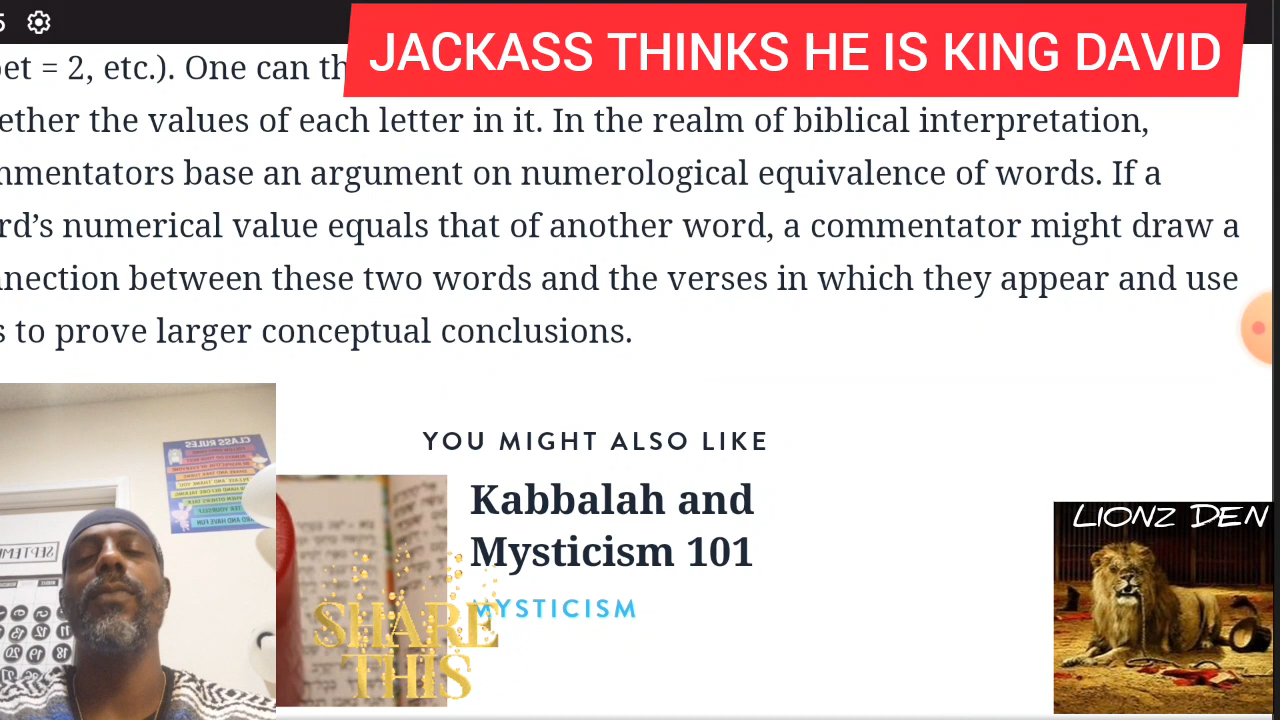 5
JACKASS THINKS HE IS KING DAVID
bet = 2, etc.). One can th
ether the values of each letter in it. In the realm of biblical interpretation,
mmentators base an argument on numerological equivalence of words. If a
rd’s numerical value equals that of another word, a commentator might draw a
nnection between these two words and the verses in which they appear and use
s to prove larger conceptual conclusions.
YOU MIGHT ALSO LIKE
Kabbalah and
Mysticism 101
MYSTICISM
SHARE
THIS
LIONZ DEN
CLASS RULES
SEPTEM